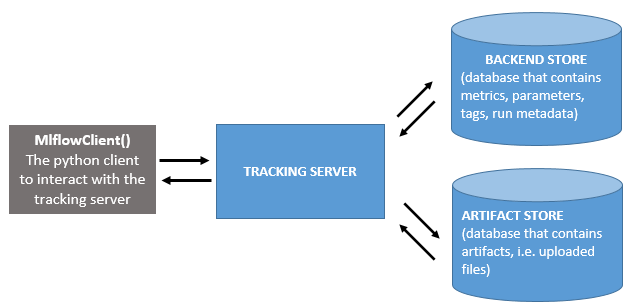 MlflowClient()
The python client
to interact with the
tracking server
TRACKING SERVER
BACKEND STORE
(database that contains
metrics, parameters,
tags, run metadata)
ARTIFACT STORE
(database that contains
artifacts, i.e. uploaded
files)